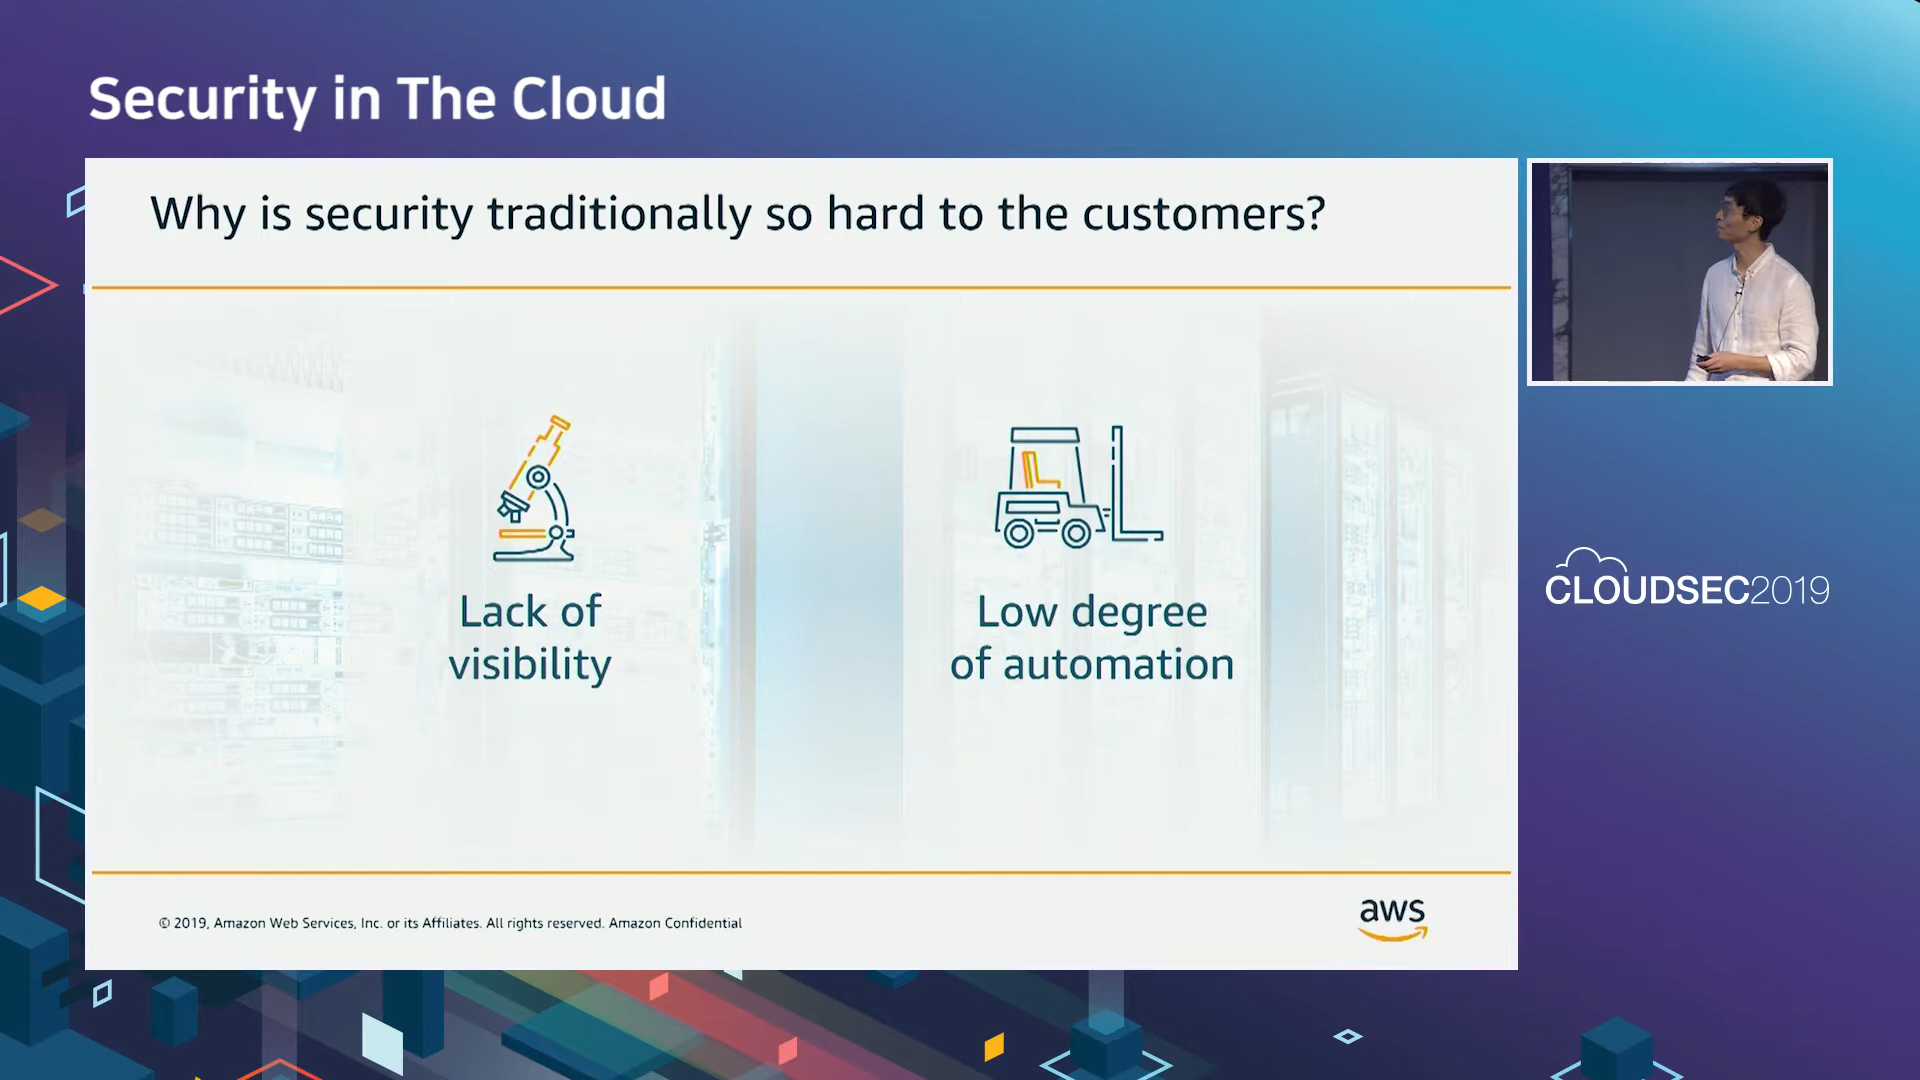 Security in The Cloud
Why is security traditionally so hard to the customers?
Lack of
visibility
Low degree
of automation
© 2019, Amazon Web Services, Inc. or its Affiliates. All rights reserved. Amazon Confidential
aws
CLOUDSEC2019